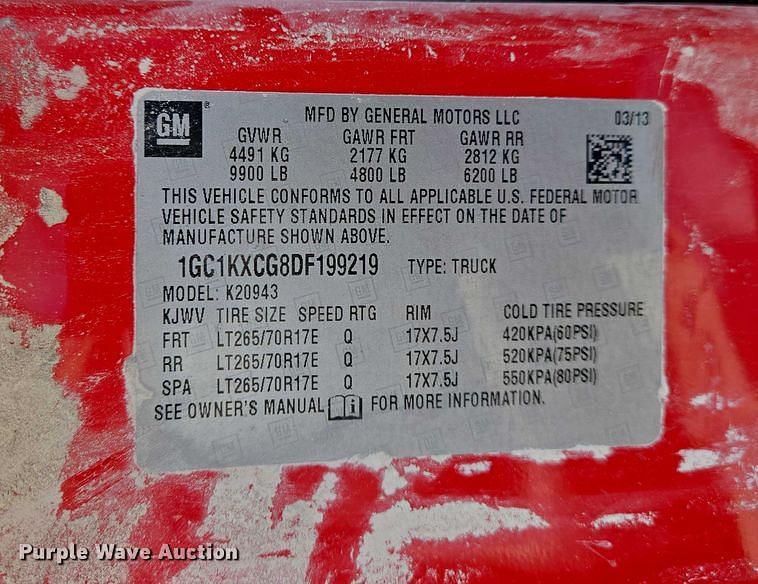 GM
MFD BY GENERAL MOTORS LLC 03/13
GVWR GAWR FRT GAWR RR
4491 KG 2177 KG 2812 KG
9900 LB 4800 LB 6200 LB
THIS VEHICLE CONFORMS TO ALL APPLICABLE U.S. FEDERAL MOTOR
VEHICLE SAFETY STANDARDS IN EFFECT ON THE DATE OF
MANUFACTURE SHOWN ABOVE.
1GC1KXCG8DF199219 TYPE: TRUCK
MODEL: K20943
KJWV TIRE SIZE SPEED RTG RIM COLD TIRE PRESSURE
FRT LT265/70R17E Q 17X7.5J 420KPA(60PSI)
RR LT265/70R17E Q 17X7.5J 520KPA(75PSI)
SPA LT265/70R17E Q 17X7.5J 550KPA(80PSI)
SEE OWNER'S MANUAL FOR MORE INFORMATION.
Purple Wave Auction